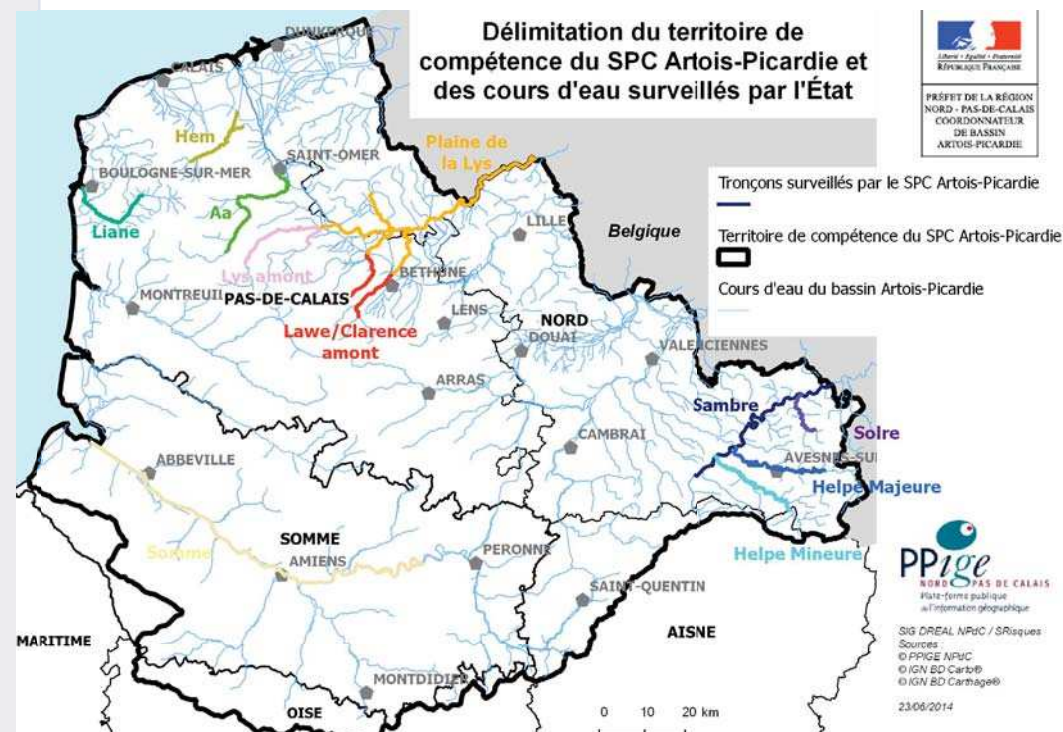 Délimitation du territoire de
compétence du SPC Artois-Picardie et
des cours d'eau surveillés par l'État
Liberté • Égalité • Fraternité
RÉPUBLIQUE FRANÇAISE
PRÉFET DE LA RÉGION
NORD - PAS-DE-CALAIS
COORDONNATEUR
DE BASSIN
ARTOIS-PICARDIE
Tronçons surveillés par le SPC Artois-Picardie
Territoire de compétence du SPC Artois-Picardie
Cours d'eau du bassin Artois-Picardie
DUNKERQUE
CALAIS
Hem
Plaine de
la Lys
SAINT-OMER
BOULOGNE-SUR-MER
Aa
Liane
LILLE
Belgique
Lys amont
BETHUNE
MONTREUIL
PAS-DE-CALAIS
LENS
NORD
Lawe/Clarence
amont
DOUAI
VALENCIENNES
ARRAS
Sambre
Solre
CAMBRAI
ABBEVILLE
AVESNES-SU
Helpe Majeure
Somme
SOMME
AMIENS
PERONNE
Helpe Mineure
SAINT-QUENTIN
AISNE
MARITIME
MONTDIDIER
OISE
0 10 20 km
PPige
NORD PAS DE CALAIS
Plate-forme publique
de l'information géographique
SIG DREAL NPdC / SRisques
Sources :
© PPIGE NPdC
© IGN BD Carto®
© IGN BD Carthage®
23/06/2014